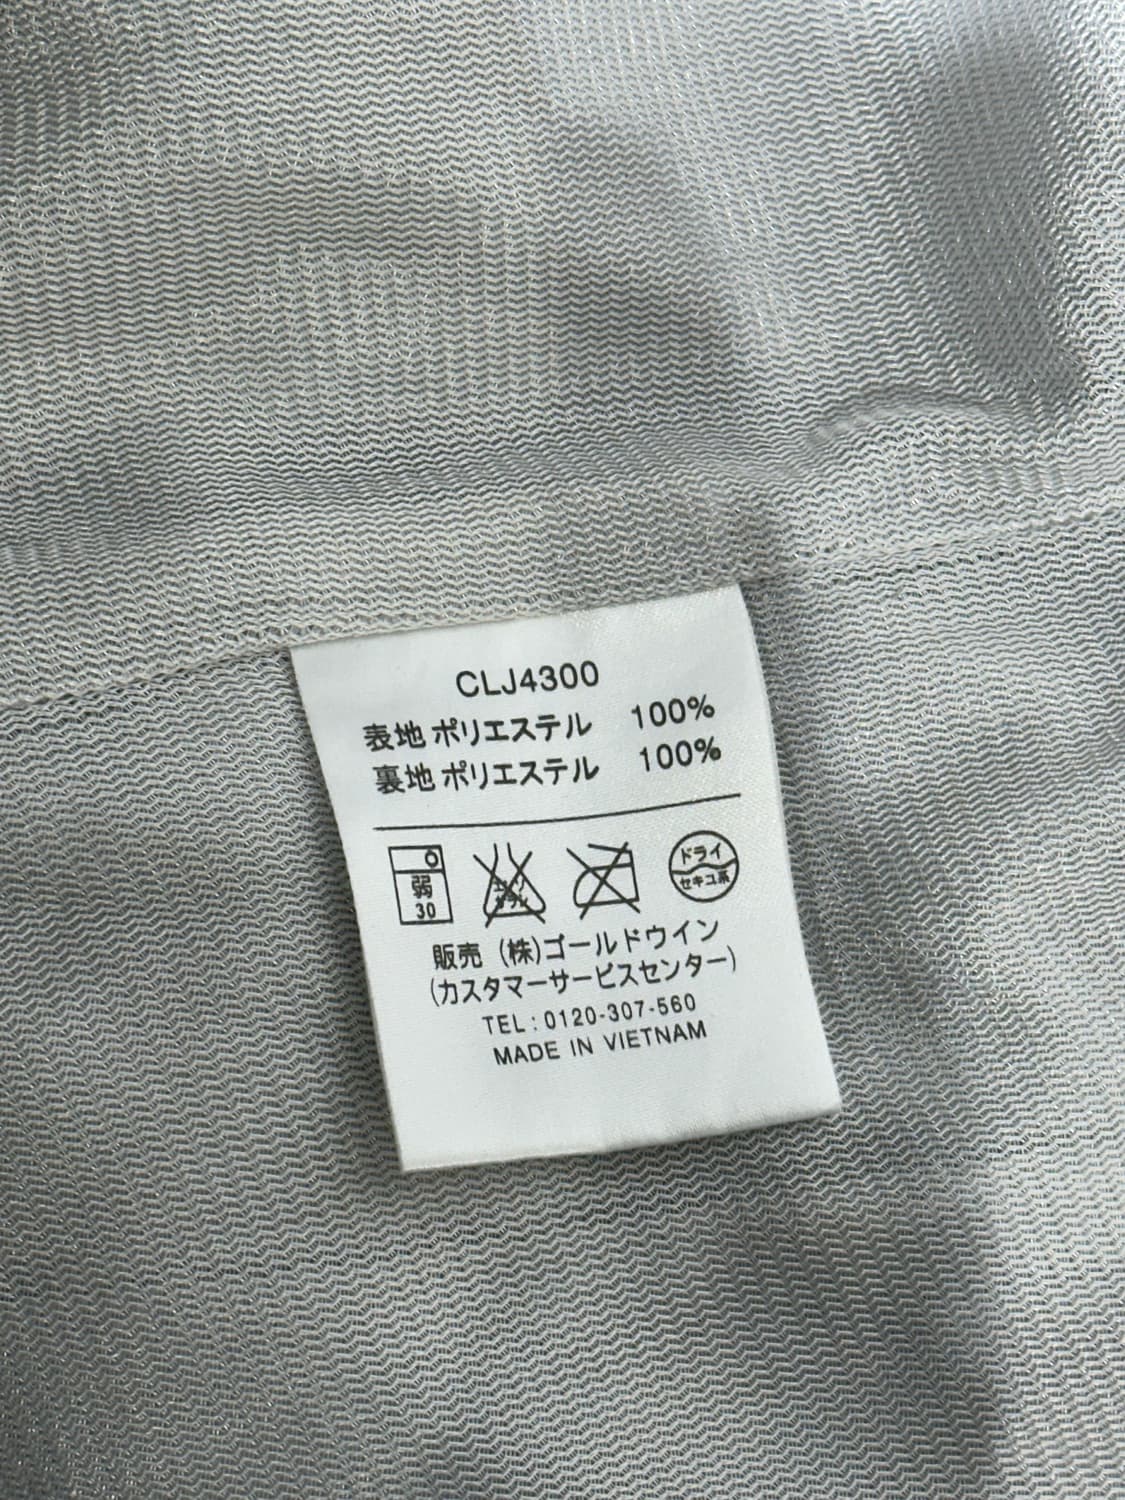 CLJ4300
表地 ポリエステル 100%
裏地 ポリエステル 100%
弱
30
ドライ
セキユ系
販売 (株)ゴールドウイン
(カスタマーサービスセンター)
TEL:0120-307-560
MADE IN VIETNAM